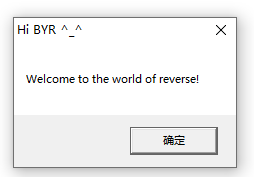 Hi BYR ^_^
Welcome to the world of reverse!
确定